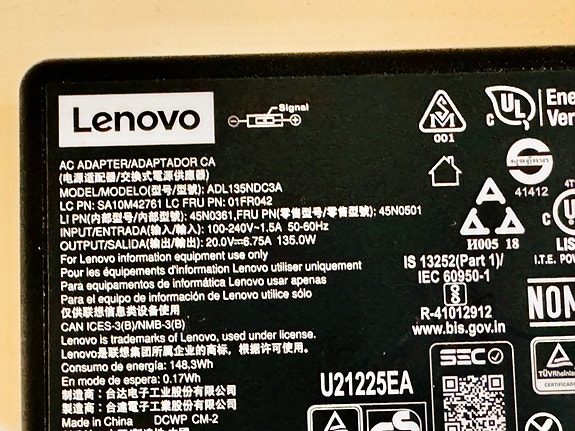 Lenovo
Signal
AC ADAPTER/ADAPTADOR CA
(电源适配器/交换式電源供應器)
MODEL/MODELO(型号/型號): ADL135NDC3A
LC PN: SA10M42761 LC FRU PN: 01FR042
LI PN(内部型号/内部型號): 45N0361,FRU PN(零售型号/零售型號): 45N0501
INPUT/ENTRADA(输入/輸入): 100-240V~1.5A 50-60Hz
OUTPUT/SALIDA(输出/輸出): 20.0V⎓6.75A 135.0W
For Lenovo information equipment use only
Pour les équipements d'information Lenovo utiliser uniquement
Para equipamentos de informática Lenovo usar apenas
Para el equipo de información de Lenovo utilice sólo
仅供联想信息类设备使用
CAN ICES-3(B)/NMB-3(B)
Lenovo is trademarks of Lenovo, used under license.
Lenovo是联想集团所属企业的商标，根据许可使用。
Consumo de energía: 148.3Wh
En modo de espera: 0.17Wh
制造商：台达电子工业股份有限公司
製造商：台達電子工業股份有限公司
Made in China DCWP CM-2
001
c UL
Ene
Veri
41412
И005 18
c UL
LIS
I.T.E. POV
IS 13252(Part 1)/
IEC 60950-1
R-41012912
www.bis.gov.in
NON
SEC
TÜVRheinlan
CERTIFICADO
U21225EA